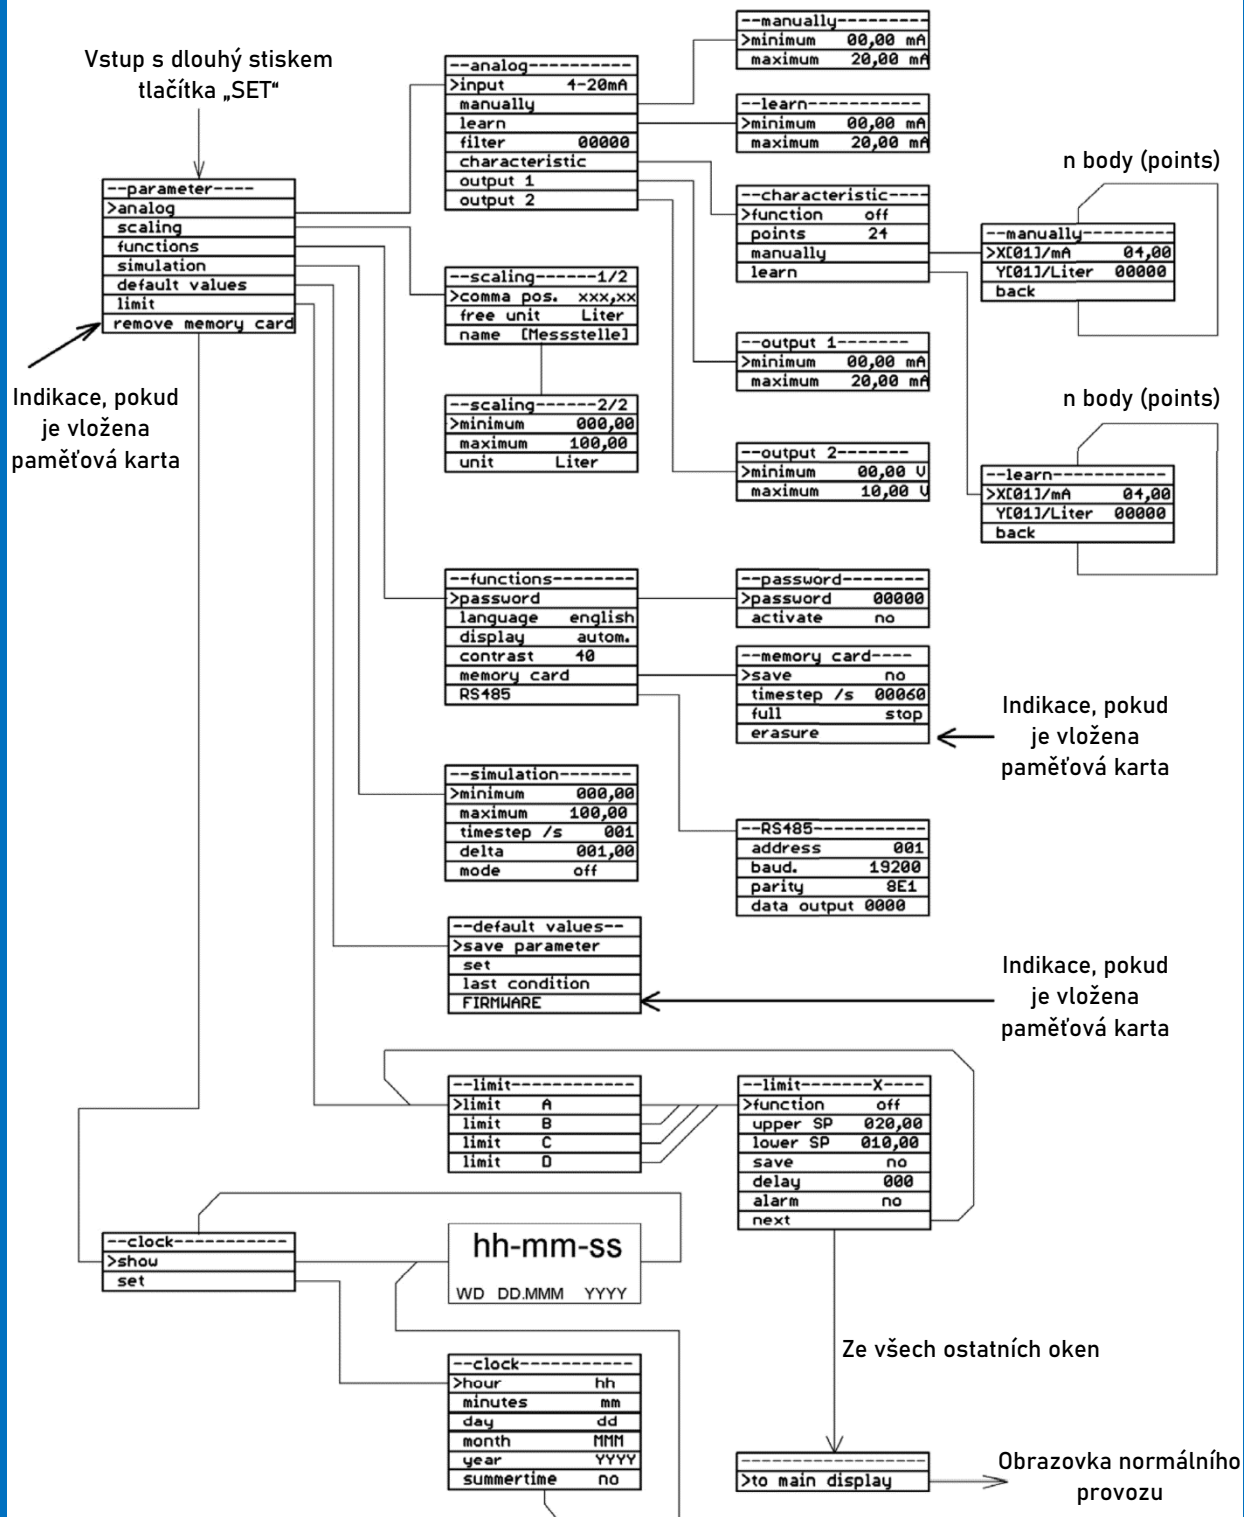 Vstup s dlouhý stiskem
tlačítka „SET“
--parameter----
>analog
scaling
functions
simulation
default values
limit
remove memory card
Indikace, pokud
je vložena
paměťová karta
--analog----------
>input 4-20mA
manually
learn
filter 00000
characteristic
output 1
output 2
--manually--------
>minimum 00,00 mA
maximum 20,00 mA
--learn-----------
>minimum 00,00 mA
maximum 20,00 mA
--characteristic----
>function off
points 24
manually
learn
n body (points)
--manually---------
>X[01]/mA 04,00
Y[01]/Liter 00000
back
--scaling------1/2
>comma pos. xxx,xx
free unit Liter
name [Messstelle]
--scaling------2/2
>minimum 000,00
maximum 100,00
unit Liter
--output 1-------
>minimum 00,00 mA
maximum 20,00 mA
--output 2-------
>minimum 00,00 V
maximum 10,00 V
n body (points)
--learn-----------
>X[01]/mA 04,00
Y[01]/Liter 00000
back
--functions--------
>password
language english
display autom.
contrast 40
memory card
RS485
--password--------
>password 00000
activate no
--memory card----
>save no
timestep /s 00060
full stop
erasure
Indikace, pokud
je vložena
paměťová karta
--simulation-------
>minimum 000,00
maximum 100,00
timestep /s 001
delta 001,00
mode off
--RS485-----------
address 001
baud. 19200
parity 8E1
data output 0000
--default values--
>save parameter
set
last condition
FIRMWARE
Indikace, pokud
je vložena
paměťová karta
--limit------------
>limit A
limit B
limit C
limit D
--limit-------X----
>function off
upper SP 020,00
lower SP 010,00
save no
delay 000
alarm no
next
--clock-----------
>show
set
hh-mm-ss
WD DD.MMM YYYY
--clock-----------
>hour hh
minutes mm
day dd
month MMM
year YYYY
summertime no
Ze všech ostatních oken
------------------
>to main display
Obrazovka normálního
provozu